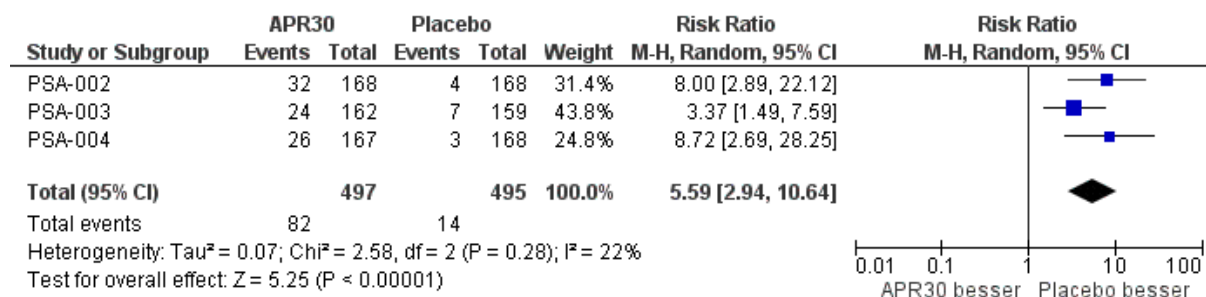 APR30 Placebo Risk Ratio Risk Ratio
Study or Subgroup Events Total Events Total Weight M-H, Random, 95% CI M-H, Random, 95% CI
PSA-002 32 168 4 168 31.4% 8.00 [2.89, 22.12]
PSA-003 24 162 7 159 43.8% 3.37 [1.49, 7.59]
PSA-004 26 167 3 168 24.8% 8.72 [2.69, 28.25]
Total (95% CI) 497 495 100.0% 5.59 [2.94, 10.64]
Total events 82 14
Heterogeneity: Tau² = 0.07; Chi² = 2.58, df = 2 (P = 0.28); I² = 22%
Test for overall effect: Z = 5.25 (P < 0.00001)
0.01 0.1 1 10 100
APR30 besser Placebo besser